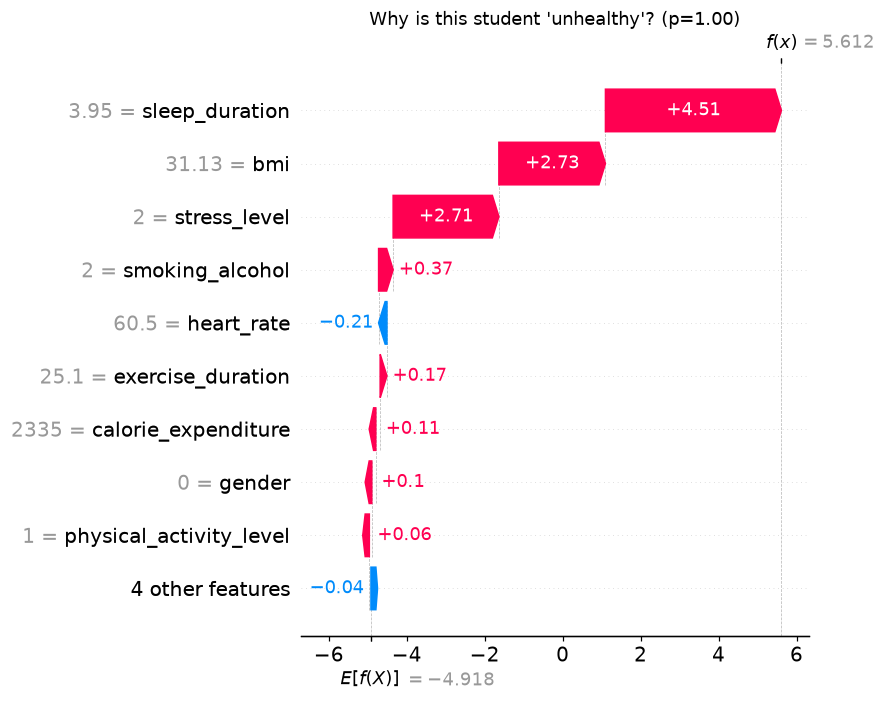 Why is this student 'unhealthy'? (p=1.00)
f(x) = 5.612
3.95 = sleep_duration +4.51
31.13 = bmi +2.73
2 = stress_level +2.71
2 = smoking_alcohol +0.37
60.5 = heart_rate −0.21
25.1 = exercise_duration +0.17
2335 = calorie_expenditure +0.11
0 = gender +0.1
1 = physical_activity_level +0.06
4 other features −0.04
−6 −4 −2 0 2 4 6
E[f(X)] = −4.918